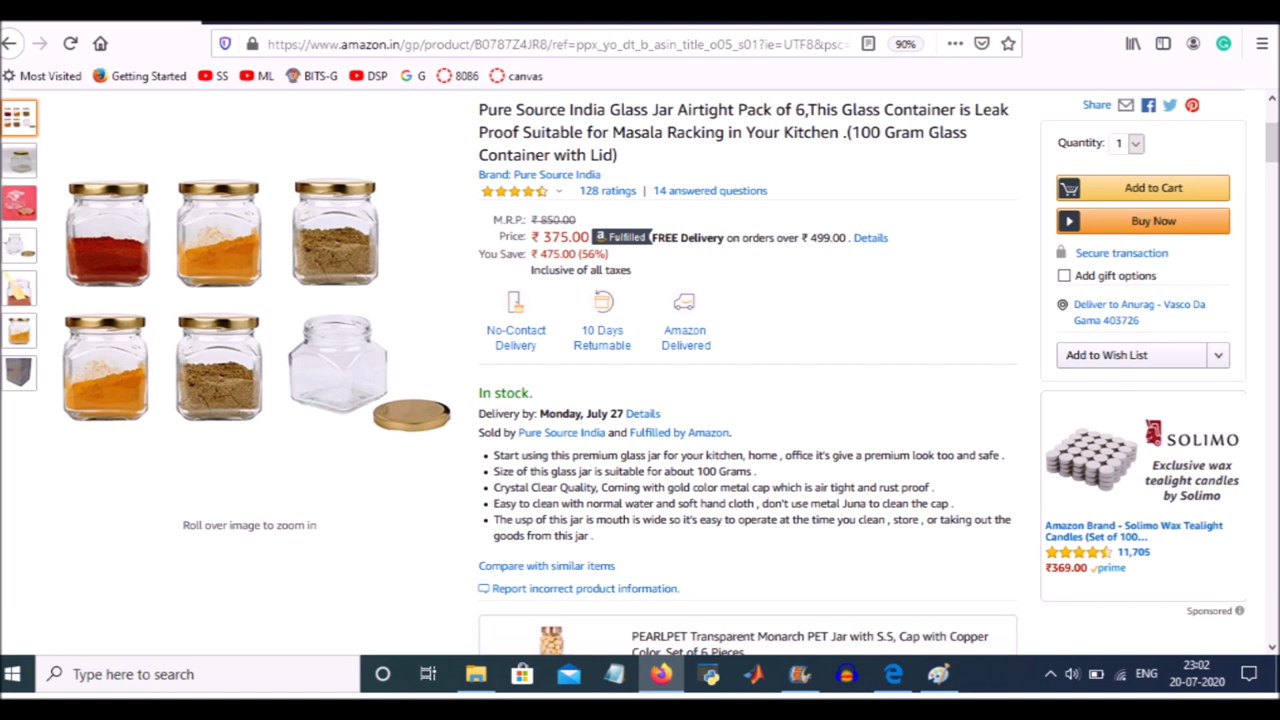 https://www.amazon.in/gp/product/B0787Z4JR8/ref=ppx_yo_dt_b_asin_title_o05_s01?ie=UTF8&psc=
90%
Most Visited
Getting Started
SS
ML
BITS-G
DSP
G
8086
canvas
Pure Source India Glass Jar Airtight Pack of 6,This Glass Container is Leak
Proof Suitable for Masala Racking in Your Kitchen .(100 Gram Glass
Container with Lid)
Brand: Pure Source India
128 ratings | 14 answered questions
M.R.P.: ₹ 850.00
Price: ₹ 375.00 Fulfilled FREE Delivery on orders over ₹ 499.00 . Details
You Save: ₹ 475.00 (56%)
Inclusive of all taxes
No-Contact
Delivery
10 Days
Returnable
Amazon
Delivered
In stock.
Delivery by: Monday, July 27 Details
Sold by Pure Source India and Fulfilled by Amazon.
• Start using this premium glass jar for your kitchen, home , office it's give a premium look too and safe .
• Size of this glass jar is suitable for about 100 Grams .
• Crystal Clear Quality, Coming with gold color metal cap which is air tight and rust proof .
• Easy to clean with normal water and soft hand cloth , don't use metal Juna to clean the cap .
• The usp of this jar is mouth is wide so it's easy to operate at the time you clean , store , or taking out the
goods from this jar .
Compare with similar items
Report incorrect product information.
PEARLPET Transparent Monarch PET Jar with S.S, Cap with Copper
Color, Set of 6 Pieces
Roll over image to zoom in
Share
Quantity: 1
Add to Cart
Buy Now
Secure transaction
Add gift options
Deliver to Anurag - Vasco Da
Gama 403726
Add to Wish List
SOLIMO
Exclusive wax
tealight candles
by Solimo
Amazon Brand - Solimo Wax Tealight
Candles (Set of 100...
11,705
₹369.00 prime
Sponsored
Type here to search
ENG
23:02
20-07-2020